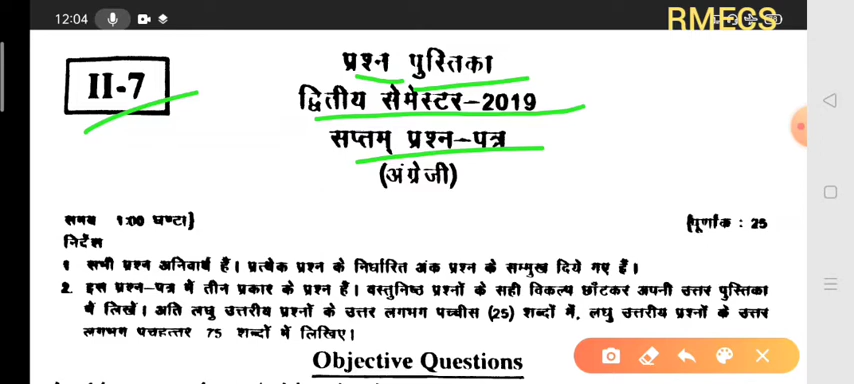 12:04
RMECS
II-7
प्रश्न पुस्तिका
द्वितीय सेमेस्टर-2019
सप्तम् प्रश्न-पत्र
(अंग्रेजी)
समय 1:00 घण्टा} {पूर्णांक : 25
निर्देश
1 सभी प्रश्न अनिवार्य हैं। प्रत्येक प्रश्न के निर्धारित अंक प्रश्न के सम्मुख दिये गए हैं।
2. इस प्रश्न-पत्र में तीन प्रकार के प्रश्न हैं। वस्तुनिष्ठ प्रश्नों के सही विकल्प छाँटकर अपनी उत्तर पुस्तिका
में लिखें। अति लघु उत्तरीय प्रश्नों के उत्तर लगभग पच्चीस (25) शब्दों में, लघु उत्तरीय प्रश्नों के उत्तर
लगभग पचहत्तर 75 शब्दों में लिखिए।
Objective Questions